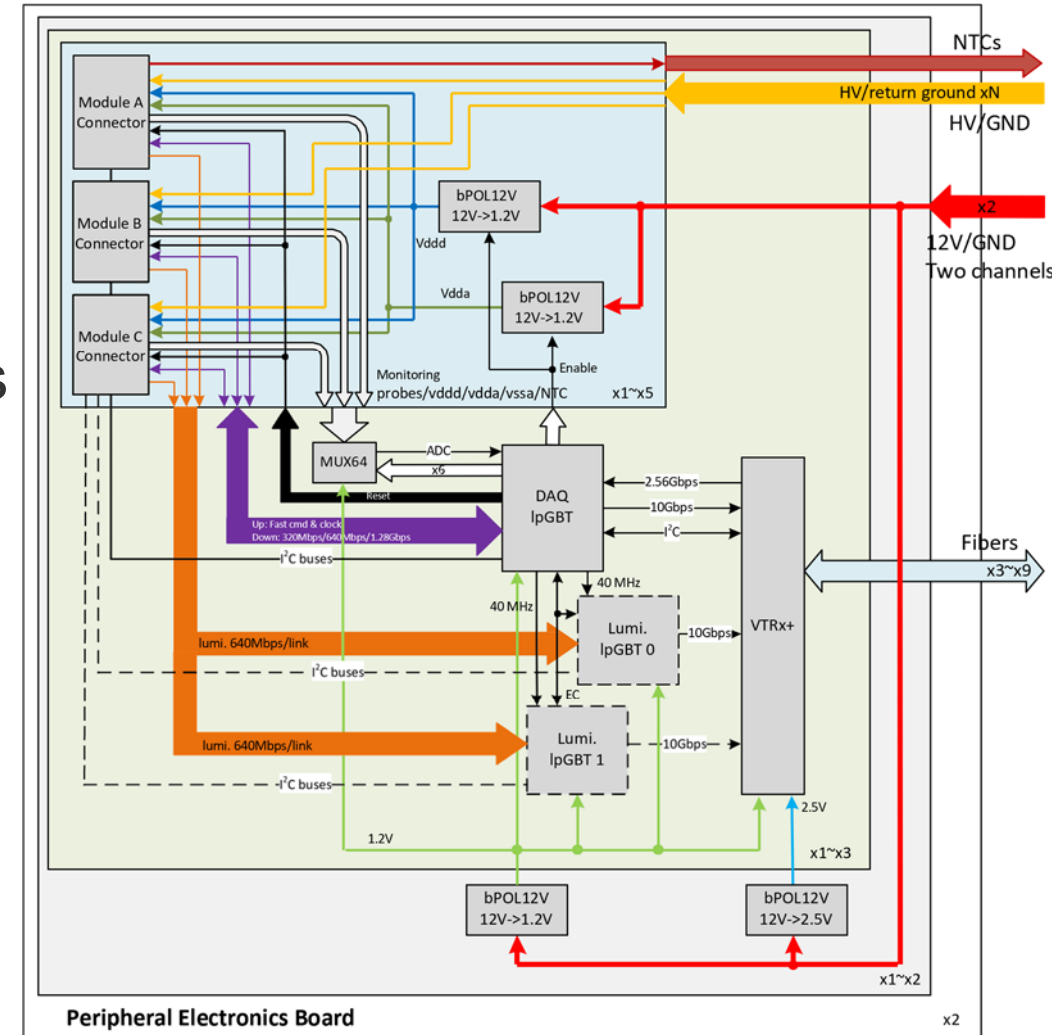 NTCs
HV/return ground xN
HV/GND
x2
12V/GND
Two channels
Module A
Connector
Module B
Connector
Module C
Connector
bPOL12V
12V->1.2V
Vddd
Vdda
bPOL12V
12V->1.2V
Enable
Monitoring
probes/vddd/vdda/vssa/NTC
x1~x5
s
MUX64
ADC
x6
Reset
DAQ
lpGBT
2.56Gbps
10Gbps
I²C
Up: Fast cmd & clock
Down: 320Mbps/640Mbps/1.28Gbps
I²C buses
Fibers
x3~x9
40 MHz
40 MHz
VTRx+
Lumi.
lpGBT 0
10Gbps
lumi. 640Mbps/link
I²C buses
EC
Lumi.
lpGBT 1
10Gbps
lumi. 640Mbps/link
I²C buses
2.5V
1.2V
x1~x3
bPOL12V
12V->1.2V
bPOL12V
12V->2.5V
x1~x2
Peripheral Electronics Board
x2